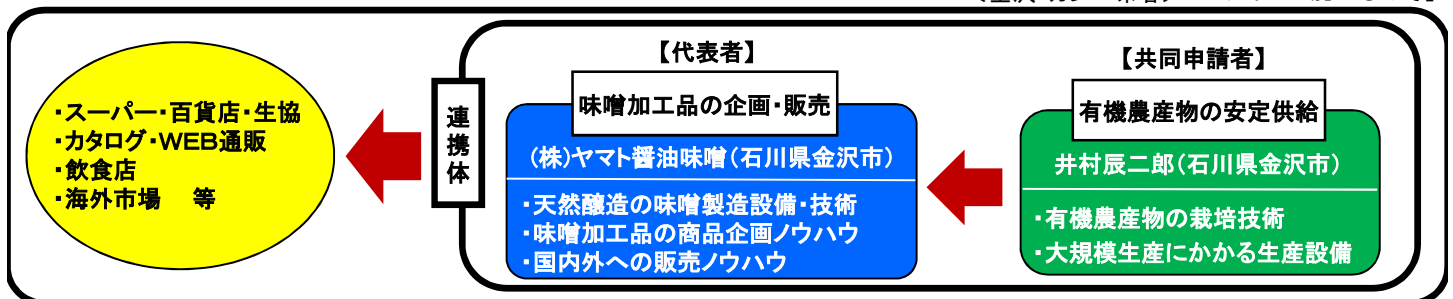 ・スーパー・百貨店・生協
・カタログ・WEB通販
・飲食店
・海外市場　等
連携体
【代表者】
味噌加工品の企画・販売
(株)ヤマト醤油味噌(石川県金沢市)
・天然醸造の味噌製造設備・技術
・味噌加工品の商品企画ノウハウ
・国内外への販売ノウハウ
【共同申請者】
有機農産物の安定供給
井村辰二郎(石川県金沢市)
・有機農産物の栽培技術
・大規模生産にかかる生産設備